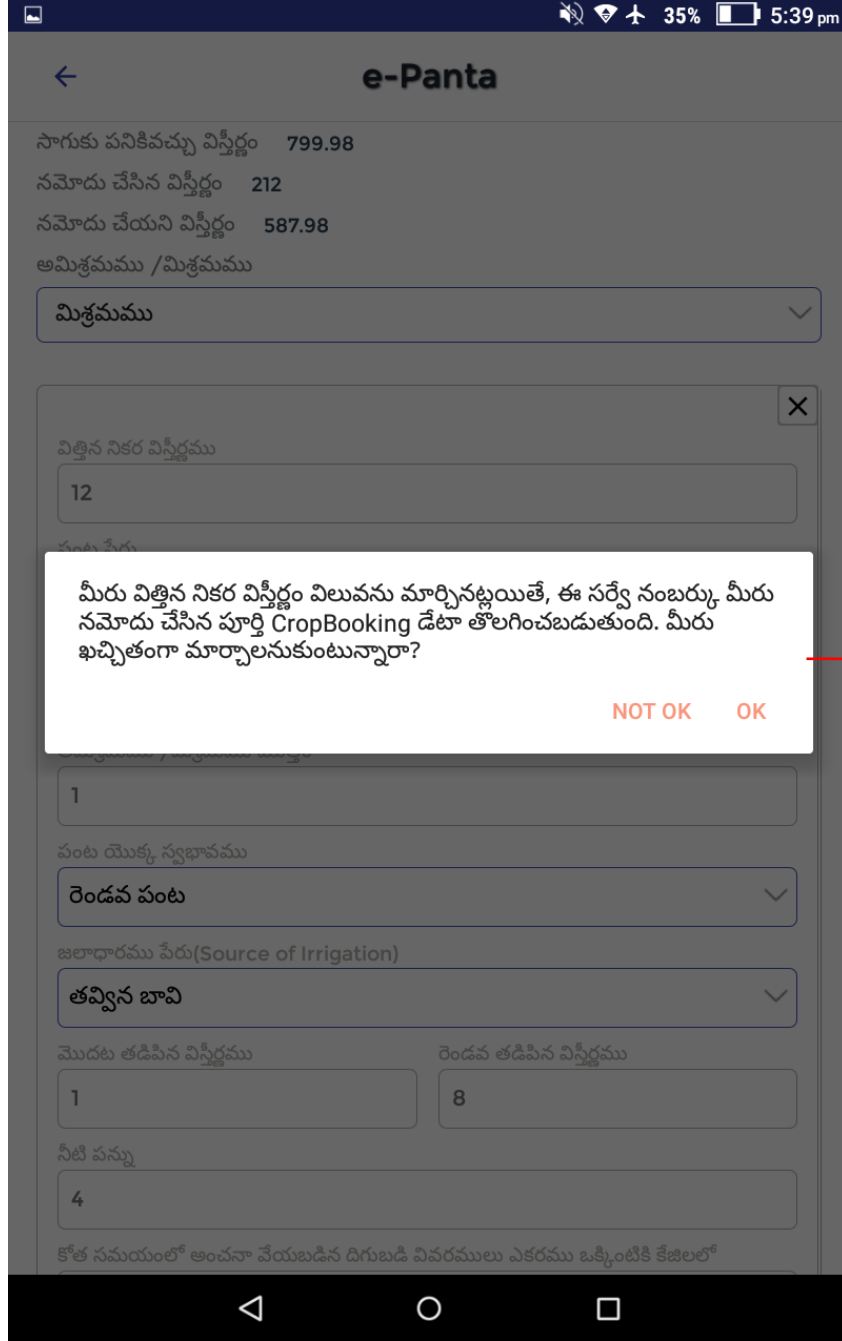 35% 5:39 pm
e-Panta
సాగుకు పనికివచ్చు విస్తీర్ణం 799.98
నమోదు చేసిన విస్తీర్ణం 212
నమోదు చేయని విస్తీర్ణం 587.98
అమిశ్రమము /మిశ్రమము
మిశ్రమము
విత్తిన నికర విస్తీర్ణము
12
పంట పేరు
మీరు విత్తిన నికర విస్తీర్ణం విలువను మార్చినట్లయితే, ఈ సర్వే నంబర్కు మీరు
నమోదు చేసిన పూర్తి CropBooking డేటా తొలగించబడుతుంది. మీరు
ఖచ్చితంగా మార్చాలనుకుంటున్నారా?
NOT OK OK
1
పంట యొక్క స్వభావము
రెండవ పంట
జలాధారము పేరు(Source of Irrigation)
తవ్విన బావి
మొదట తడిపిన విస్తీర్ణము రెండవ తడిపిన విస్తీర్ణము
1 8
నీటి పన్ను
4
కోత సమయంలో అంచనా వేయబడిన దిగుబడి వివరములు ఎకరము ఒక్కింటికి కేజిలలో